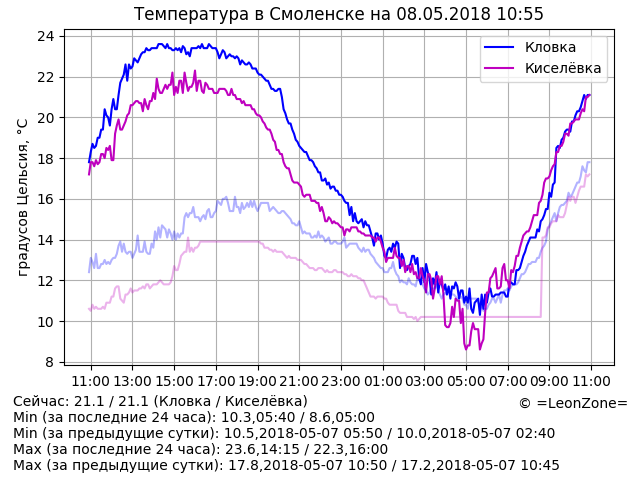 Температура в Смоленске на 08.05.2018 10:55
24
22
20
18
16
14
12
10
8
градусов Цельсия, °C
Кловка
Киселёвка
11:00 13:00 15:00 17:00 19:00 21:00 23:00 01:00 03:00 05:00 07:00 09:00 11:00
Сейчас: 21.1 / 21.1 (Кловка / Киселёвка)
© =LeonZone=
Min (за последние 24 часа): 10.3,05:40 / 8.6,05:00
Min (за предыдущие сутки): 10.5,2018-05-07 05:50 / 10.0,2018-05-07 02:40
Max (за последние 24 часа): 23.6,14:15 / 22.3,16:00
Max (за предыдущие сутки): 17.8,2018-05-07 10:50 / 17.2,2018-05-07 10:45